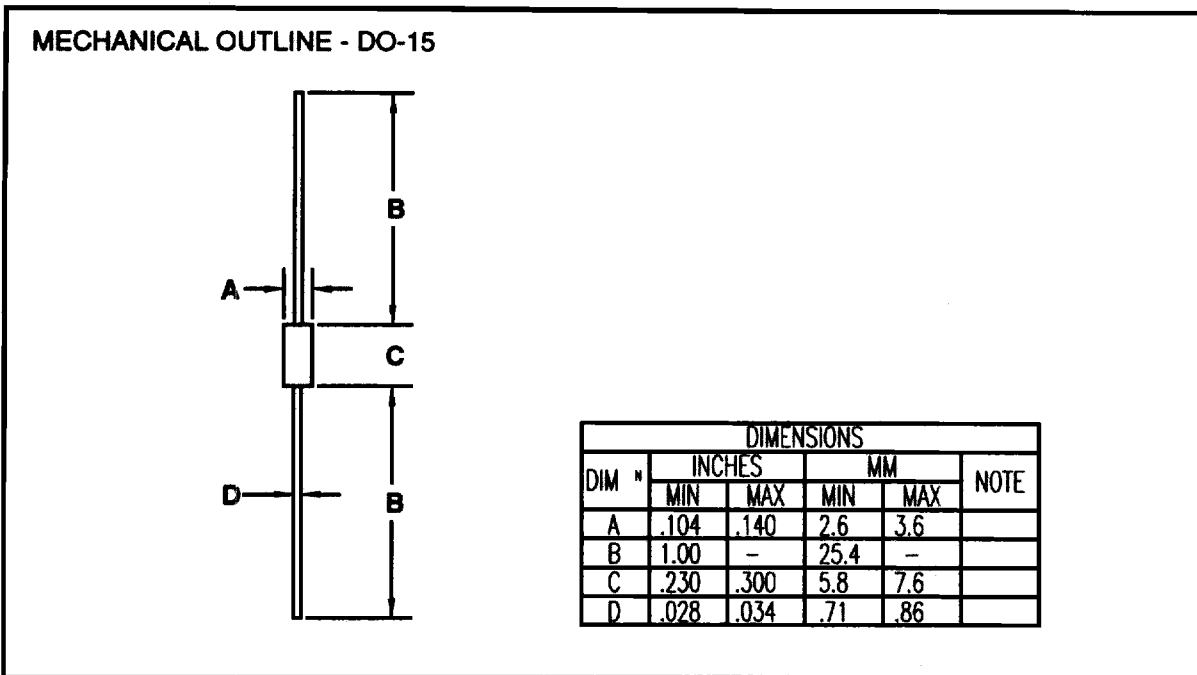 MECHANICAL OUTLINE - DO-15
B
A
C
D
B
DIMENSIONS
DIM N INCHES MM NOTE
MIN MAX MIN MAX
A .104 .140 2.6 3.6
B 1.00 – 25.4 –
C .230 .300 5.8 7.6
D .028 .034 .71 .86